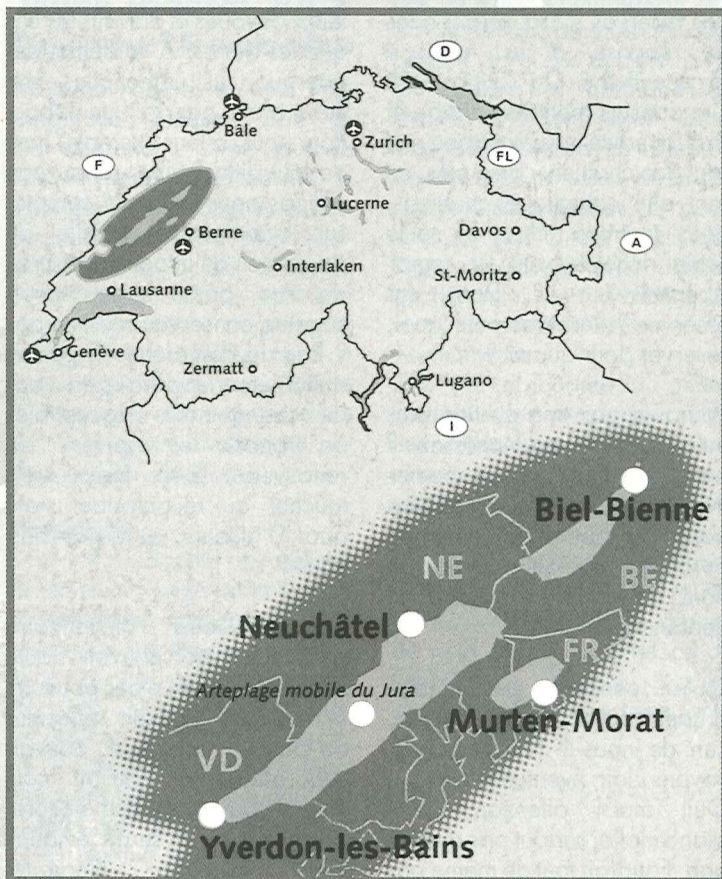 D
Bâle
Zurich
F
FL
Lucerne
Berne
Davos
A
Interlaken
St-Moritz
Lausanne
Genève
Zermatt
Lugano
I
Biel-Bienne
NE
BE
Neuchâtel
FR
Arteplage mobile du Jura
Murten-Morat
VD
Yverdon-les-Bains